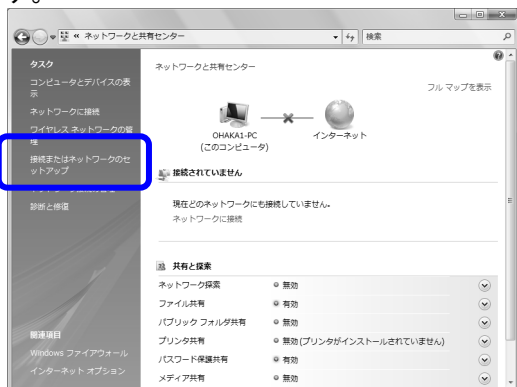 す。
« ネットワークと共有センター
検索
タスク
コンピュータとデバイスの表
示
ネットワークに接続
ワイヤレス ネットワークの管
理
接続またはネットワークのセ
ットアップ
診断と修復
関連項目
Windows ファイアウォール
インターネット オプション
ネットワークと共有センター
フル マップを表示
OHAKA1-PC
(このコンピュータ)
インターネット
接続されていません
現在どのネットワークにも接続していません。
ネットワークに接続
共有と探索
ネットワーク探索 無効
ファイル共有 有効
パブリック フォルダ共有 無効
プリンタ共有 無効(プリンタがインストールされていません)
パスワード保護共有 有効
メディア共有 無効